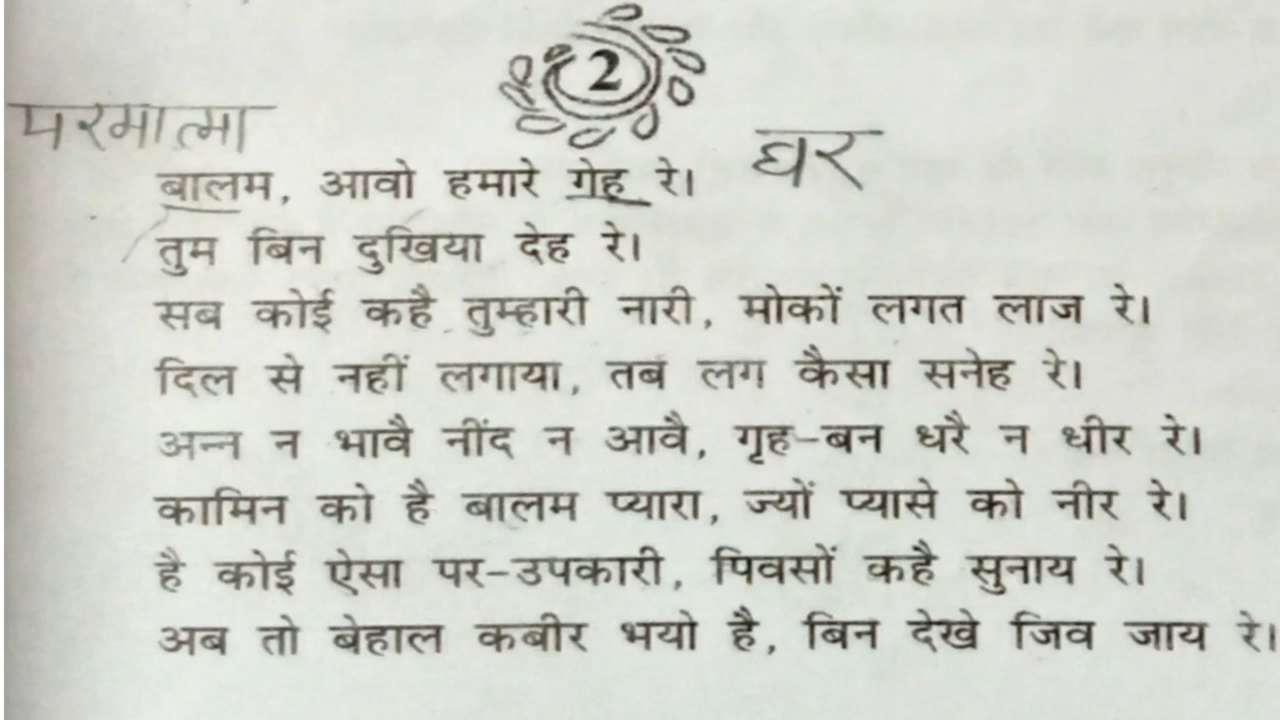 2
परमात्मा
घर
बालम, आवो हमारे गेह रे।
तुम बिन दुखिया देह रे।
सब कोई कहै तुम्हारी नारी, मोकों लगत लाज रे।
दिल से नहीं लगाया, तब लग कैसा सनेह रे।
अन्न न भावै नींद न आवै, गृह-बन धरै न धीर रे।
कामिन को है बालम प्यारा, ज्यों प्यासे को नीर रे।
है कोई ऐसा पर-उपकारी, पिवसों कहै सुनाय रे।
अब तो बेहाल कबीर भयो है, बिन देखे जिव जाय रे।